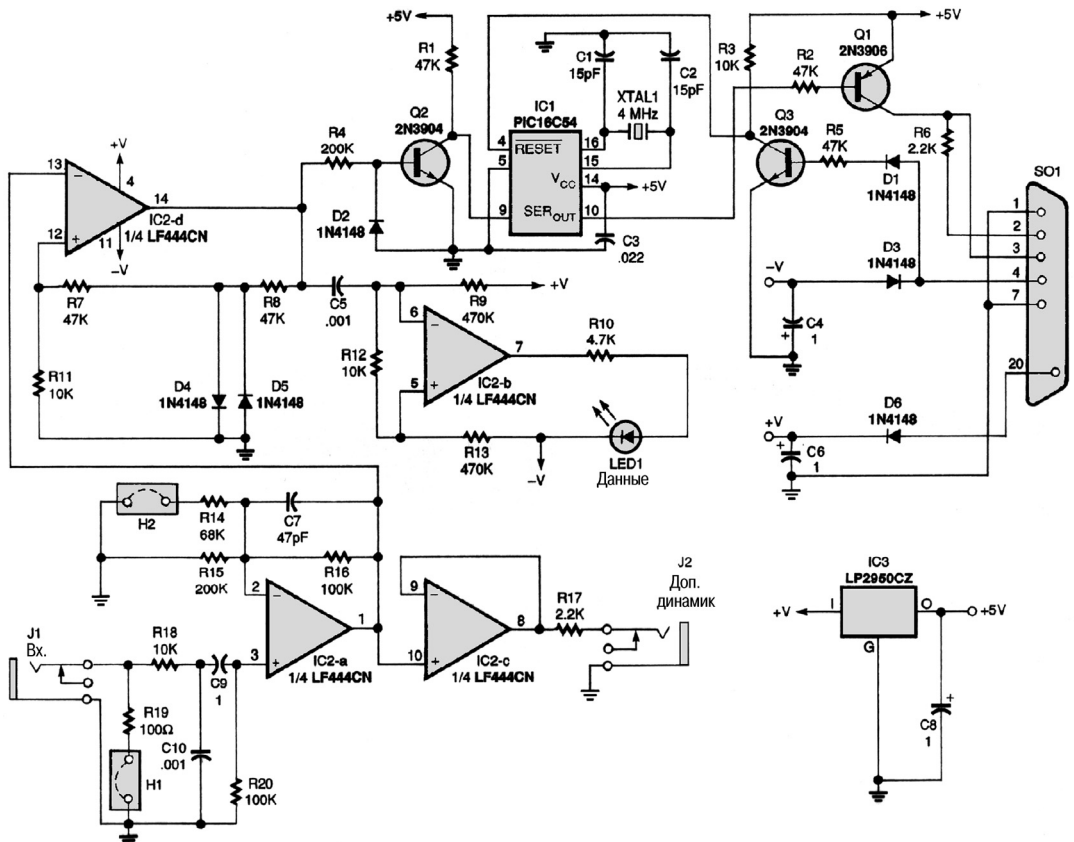 +5V
R1
47K
C1
15pF
C2
15pF
XTAL1
4 MHz
R3
10K
R2
47K
Q1
2N3906
+5V
Q2
2N3904
IC1
PIC16C54
4
RESET
16
5
15
VCC
14
+5V
9
SEROUT
10
C3
.022
Q3
2N3904
R5
47K
D1
1N4148
R6
2.2K
SO1
1
2
3
4
7
20
R4
200K
D2
1N4148
13
–
+V
4
14
12
+
11
–V
IC2-d
1/4 LF444CN
R7
47K
R8
47K
C5
.001
R9
470K
+V
R11
10K
D4
1N4148
D5
1N4148
R12
10K
6
–
5
+
7
IC2-b
1/4 LF444CN
R10
4.7K
R13
470K
–V
LED1
Данные
–V
C4
+
1
D3
1N4148
+V
+
C6
1
D6
1N4148
H2
R14
68K
C7
47pF
R15
200K
R16
100K
2
–
3
+
1
IC2-a
1/4 LF444CN
9
–
10
+
8
IC2-c
1/4 LF444CN
R17
2.2K
J2
Доп.
динамик
J1
Вх.
R18
10K
C9
1
R19
100Ω
C10
.001
H1
R20
100K
IC3
LP2950CZ
+V
I
O
+5V
G
+
C8
1